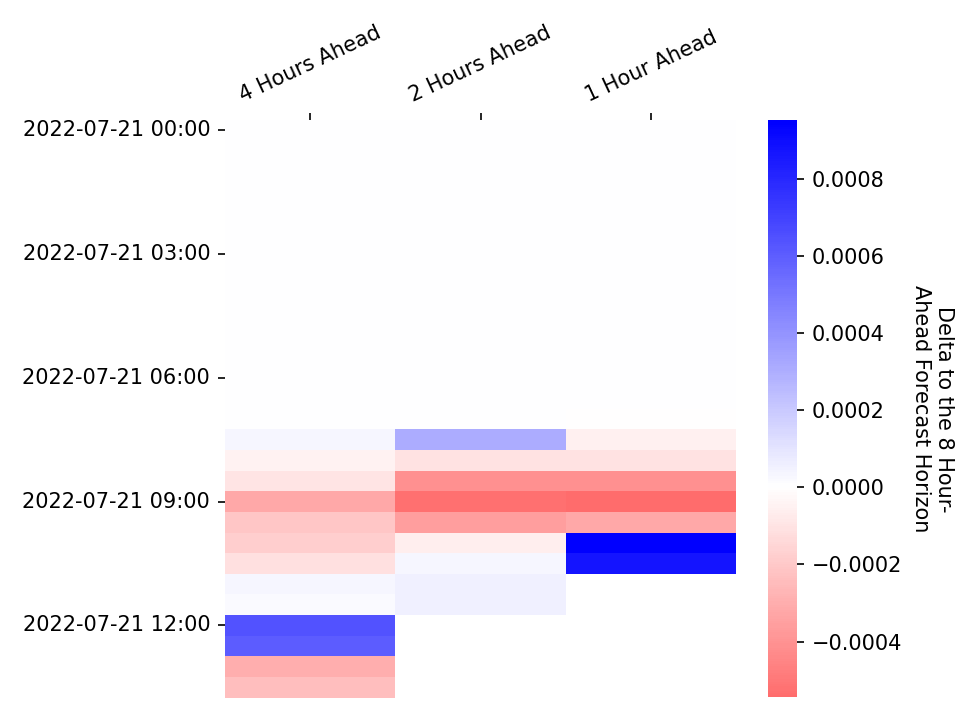 4 Hours Ahead
2 Hours Ahead
1 Hour Ahead
2022-07-21 00:00
2022-07-21 03:00
2022-07-21 06:00
2022-07-21 09:00
2022-07-21 12:00
0.0008
0.0006
0.0004
0.0002
0.0000
−0.0002
−0.0004
Delta to the 8 Hour-
Ahead Forecast Horizon